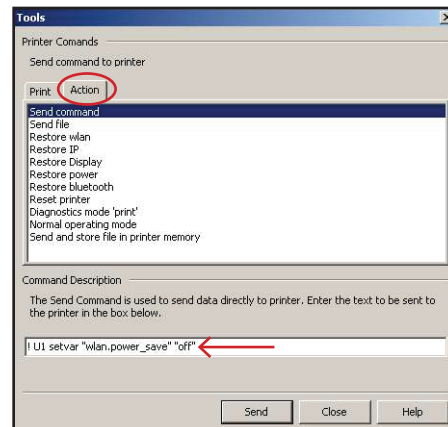 Tools
Printer Comands
Send command to printer
Print Action
Send command
Send file
Restore wlan
Restore IP
Restore Display
Restore power
Restore bluetooth
Reset printer
Diagnostics mode 'print'
Normal operating mode
Send and store file in printer memory
Command Description
The Send Command is used to send data directly to printer. Enter the text to be sent to
the printer in the box below.
! U1 setvar "wlan.power_save" "off"
Send Close Help